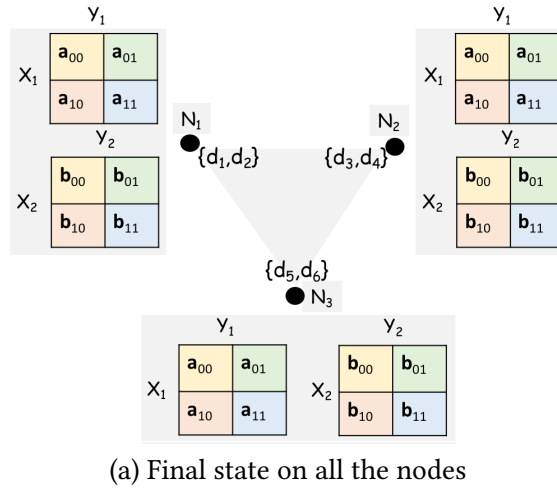 Y₁
X₁
a₀₀ a₀₁
a₁₀ a₁₁
Y₂
X₂
b₀₀ b₀₁
b₁₀ b₁₁
N₁
{d₁,d₂}
Y₁
X₁
a₀₀ a₀₁
a₁₀ a₁₁
Y₂
X₂
b₀₀ b₀₁
b₁₀ b₁₁
N₂
{d₃,d₄}
{d₅,d₆}
N₃
Y₁
X₁
a₀₀ a₀₁
a₁₀ a₁₁
Y₂
X₂
b₀₀ b₀₁
b₁₀ b₁₁
(a) Final state on all the nodes